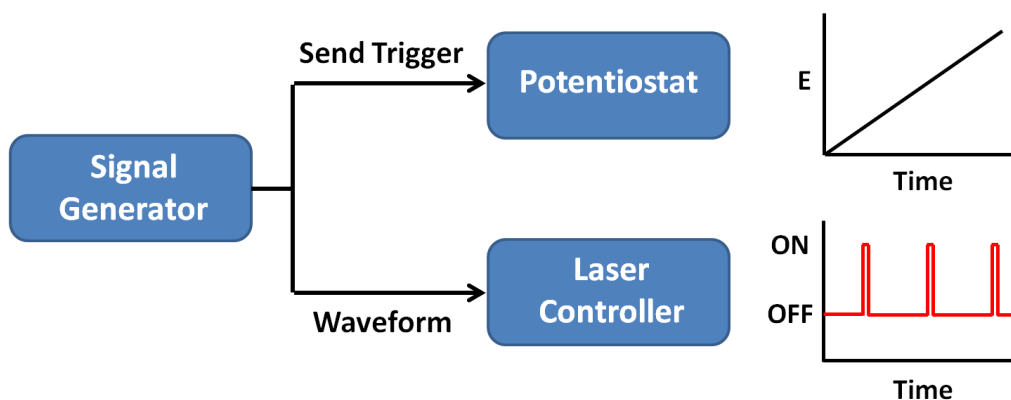 Send Trigger
Potentiostat
E
Time
Signal
Generator
Waveform
Laser
Controller
ON
OFF
Time